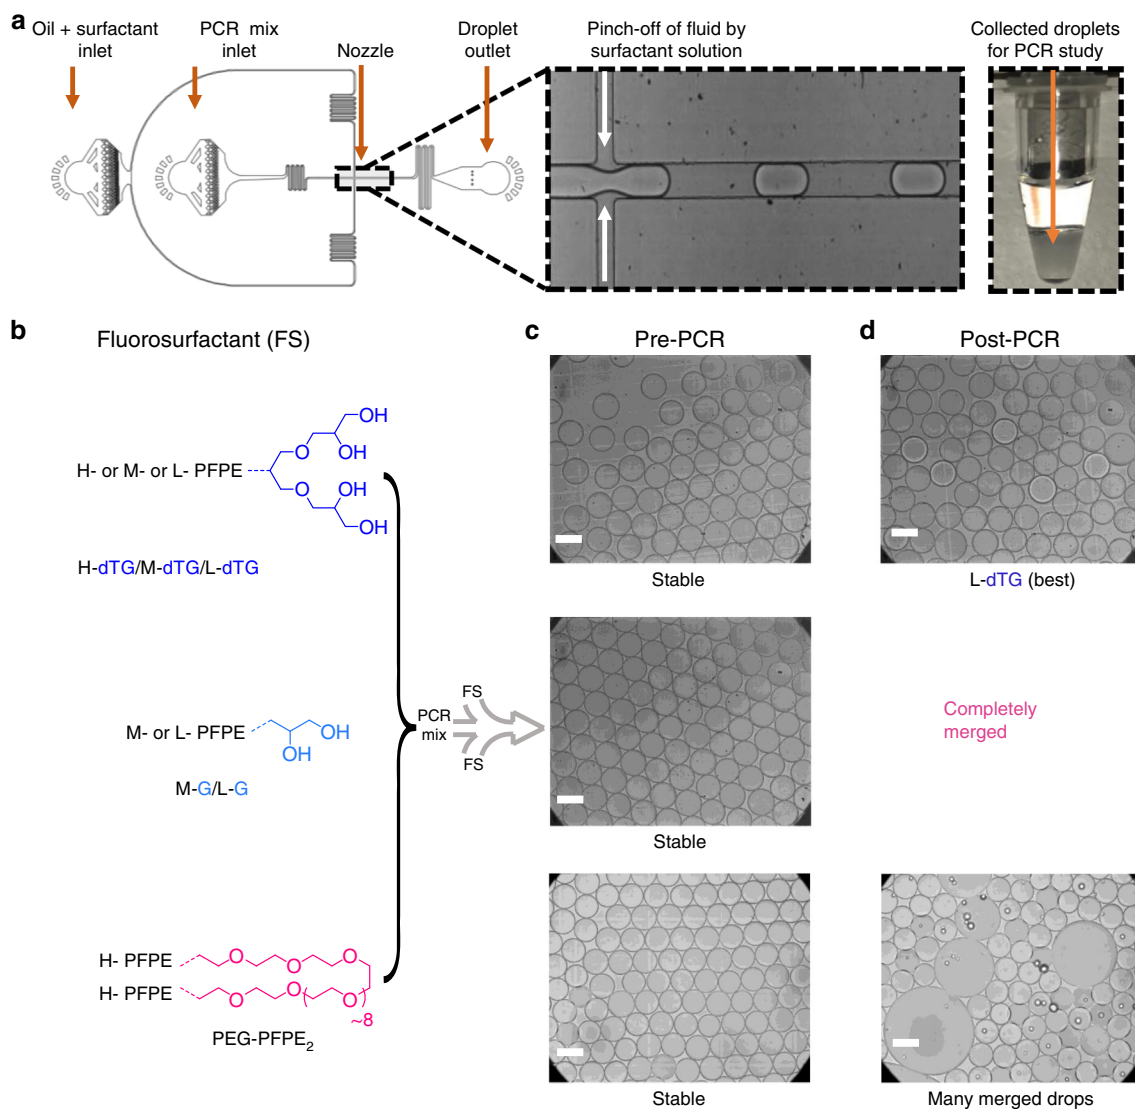 a
Oil + surfactant
inlet
PCR mix
inlet
Nozzle
Droplet
outlet
Pinch-off of fluid by
surfactant solution
Collected droplets
for PCR study
b
Fluorosurfactant (FS)
H- or M- or L- PFPE
O
OH
OH
O
OH
OH
H-dTG/M-dTG/L-dTG
M- or L- PFPE
OH
OH
M-G/L-G
H- PFPE
O
O
O
H- PFPE
O
O
O
~8
PEG-PFPE2
FS
PCR
mix
FS
c
Pre-PCR
Stable
Stable
Stable
d
Post-PCR
L-dTG (best)
Completely
merged
Many merged drops